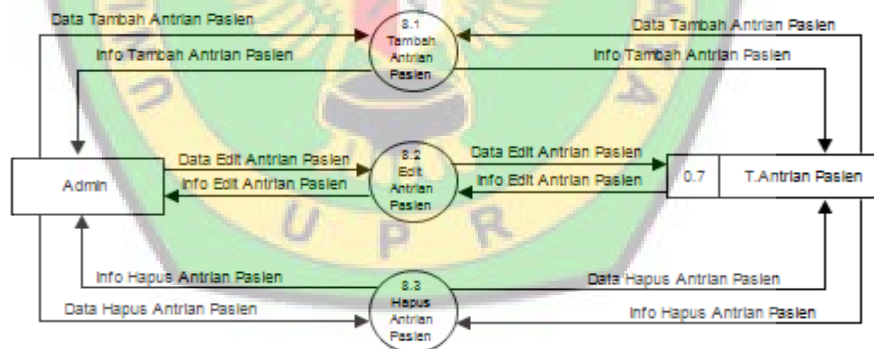 Data Tambah Antrian Pasien
8.1
Tambah
Antrian
Pasien
Data Tambah Antrian Pasien
Info Tambah Antrian Pasien
Info Tambah Antrian Pasien
Admin
Data Edit Antrian Pasien
Info Edit Antrian Pasien
8.2
Edit
Antrian
Pasien
Data Edit Antrian Pasien
Info Edit Antrian Pasien
0.7
T.Antrian Pasien
U P R
Info Hapus Antrian Pasien
Data Hapus Antrian Pasien
8.3
Hapus
Antrian
Pasien
Data Hapus Antrian Pasien
Info Hapus Antrian Pasien